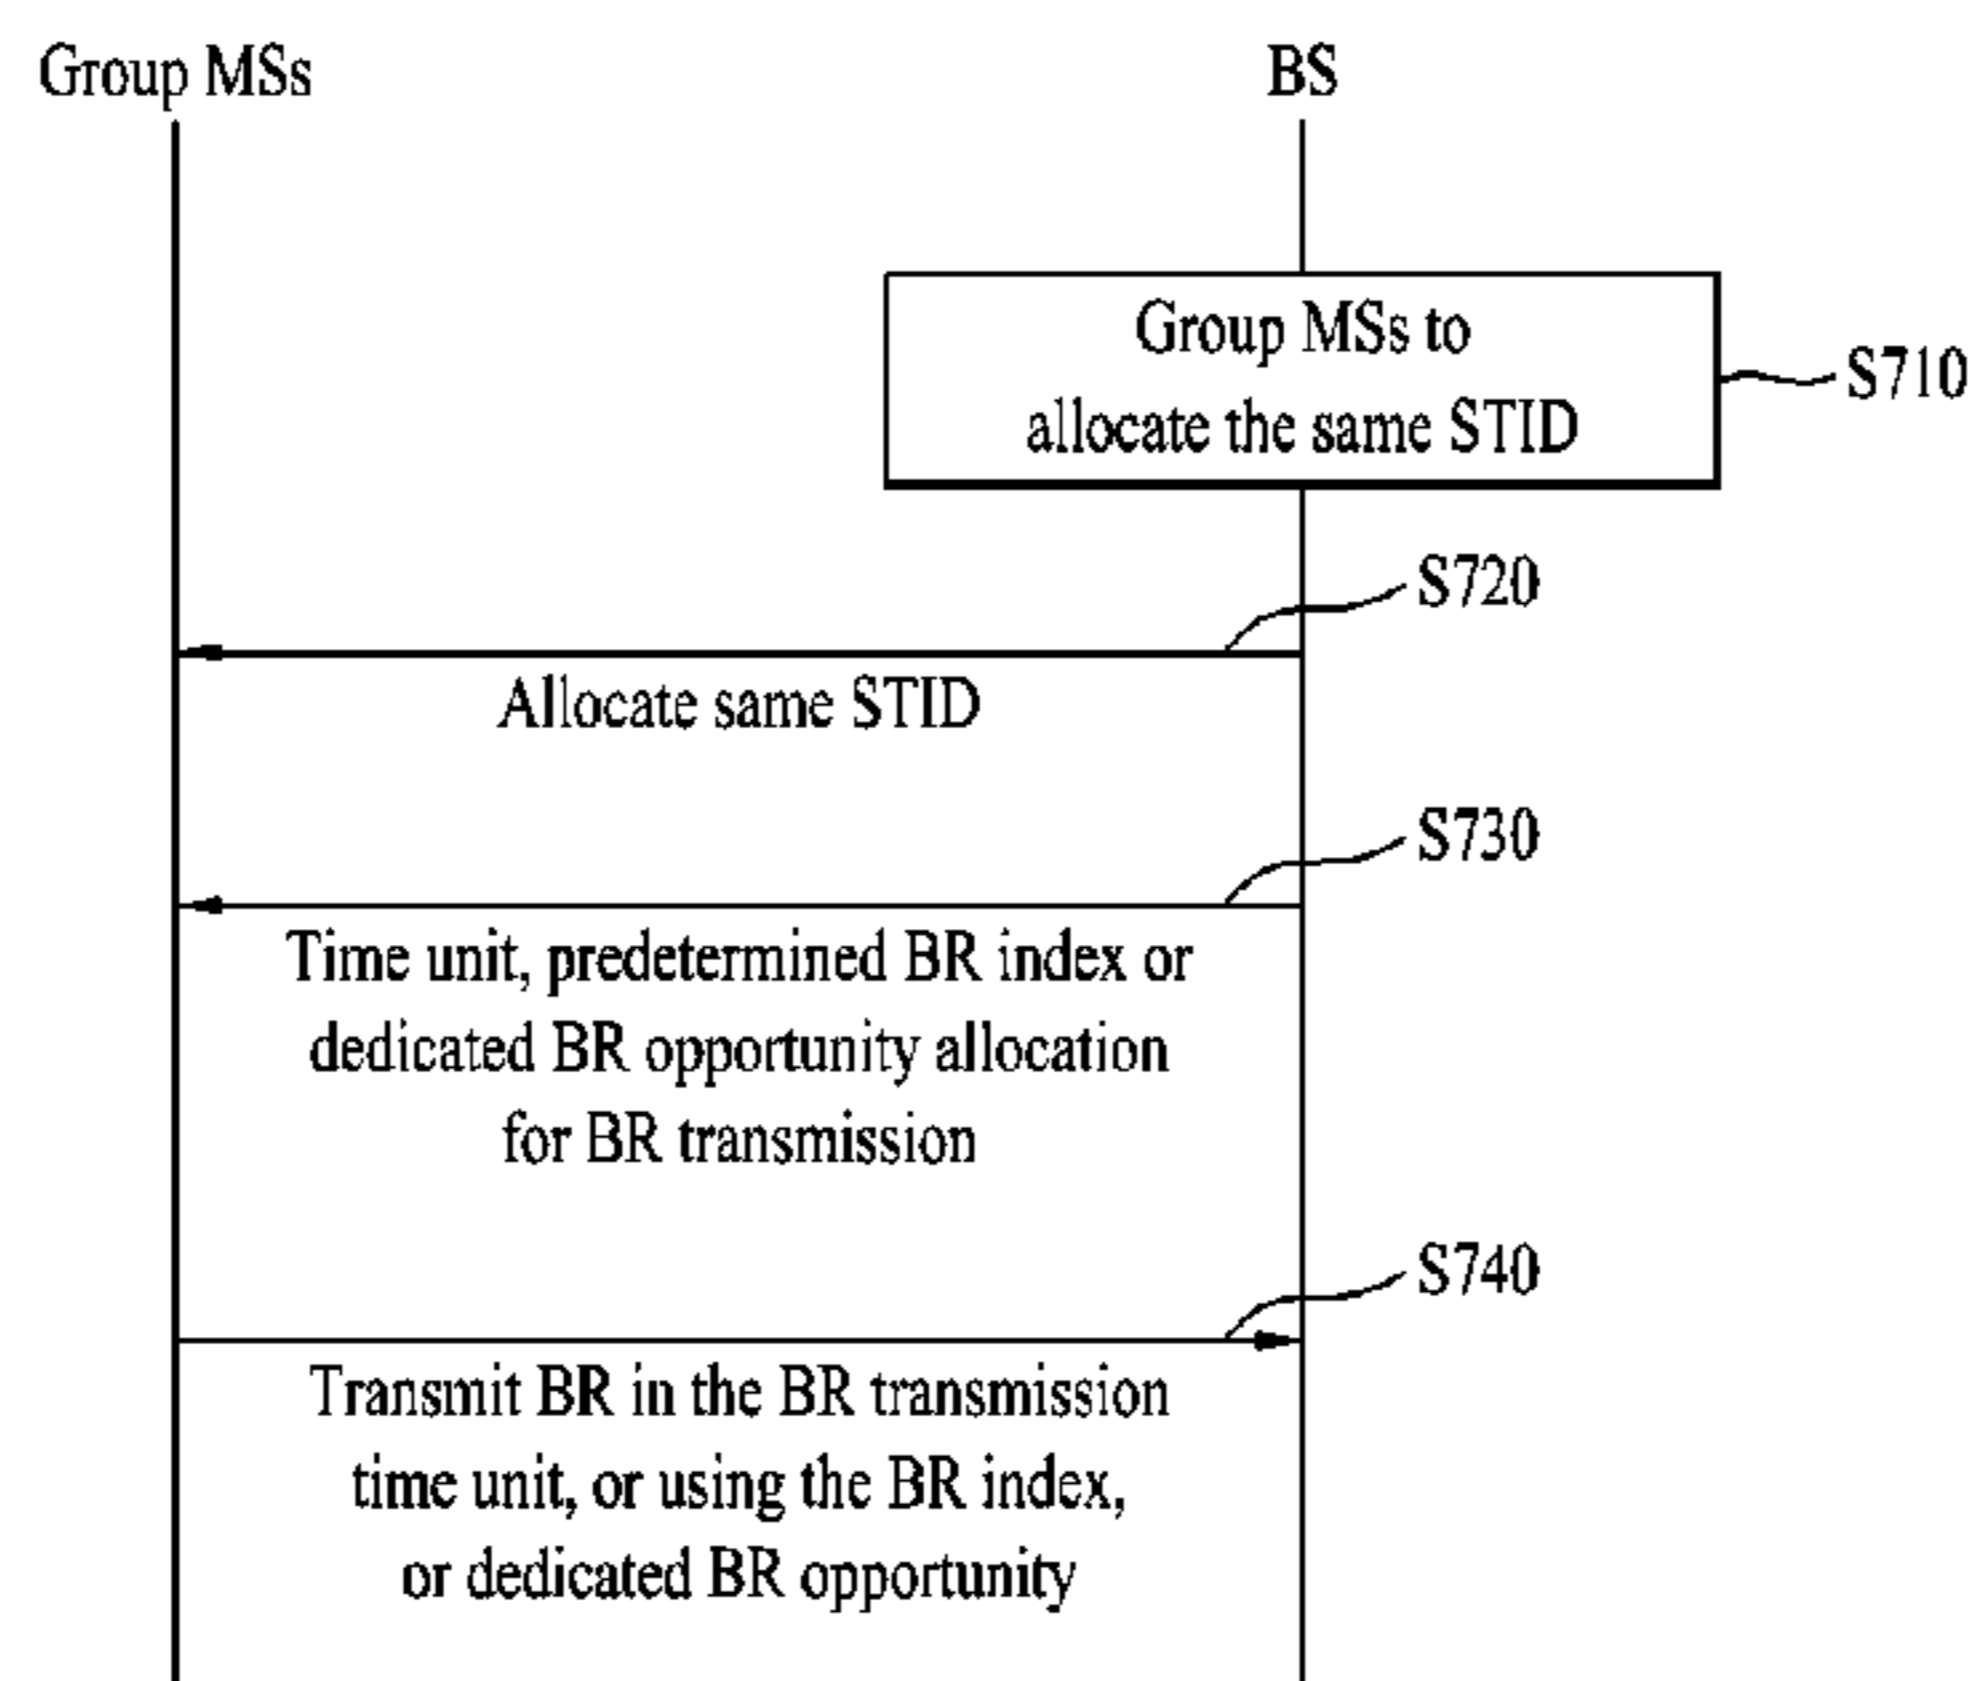 Group MSs
BS
Group MSs to
allocate the same STID
S710
S720
Allocate same STID
S730
Time unit, predetermined BR index or
dedicated BR opportunity allocation
for BR transmission
S740
Transmit BR in the BR transmission
time unit, or using the BR index,
or dedicated BR opportunity